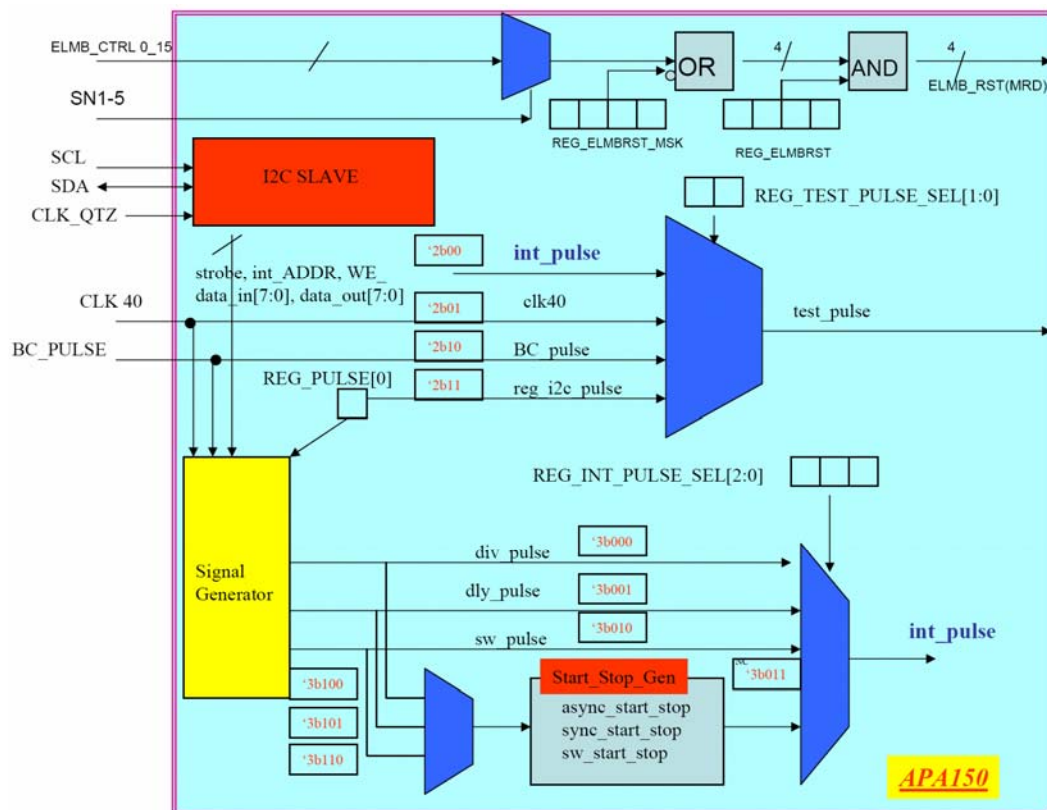 ELMB_CTRL 0_15
4
4
OR
AND
ELMB_RST(MRD)
SN1-5
REG_ELMBRST_MSK
REG_ELMBRST
SCL
SDA
CLK_QTZ
I2C SLAVE
REG_TEST_PULSE_SEL[1:0]
‘2b00
int_pulse
strobe, int_ADDR, WE_
data_in[7:0], data_out[7:0]
CLK 40
‘2b01
clk40
test_pulse
BC_PULSE
‘2b10
BC_pulse
REG_PULSE[0]
‘2b11
reg_i2c_pulse
REG_INT_PULSE_SEL[2:0]
Signal
Generator
div_pulse
‘3b000
dly_pulse
‘3b001
sw_pulse
‘3b010
int_pulse
NC
‘3b011
‘3b100
‘3b101
‘3b110
Start_Stop_Gen
async_start_stop
sync_start_stop
sw_start_stop
APA150